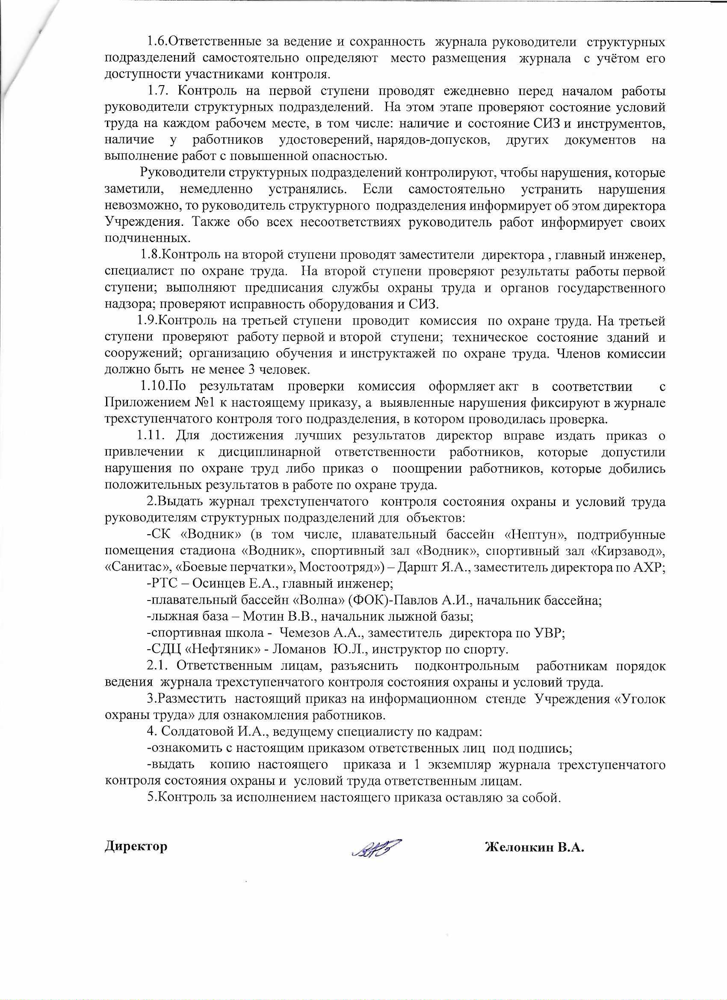 1.6.Ответственные за ведение и сохранность журнала руководители структурных
подразделений самостоятельно определяют место размещения журнала с учётом его
доступности участниками контроля.
1.7. Контроль на первой ступени проводят ежедневно перед началом работы
руководители структурных подразделений. На этом этапе проверяют состояние условий
труда на каждом рабочем месте, в том числе: наличие и состояние СИЗ и инструментов,
наличие у работников удостоверений, нарядов-допусков, других документов на
выполнение работ с повышенной опасностью.
Руководители структурных подразделений контролируют, чтобы нарушения, которые
заметили, немедленно устранялись. Если самостоятельно устранить нарушения
невозможно, то руководитель структурного подразделения информирует об этом директора
Учреждения. Также обо всех несоответствиях руководитель работ информирует своих
подчиненных.
1.8.Контроль на второй ступени проводят заместители директора , главный инженер,
специалист по охране труда. На второй ступени проверяют результаты работы первой
ступени; выполняют предписания службы охраны труда и органов государственного
надзора; проверяют исправность оборудования и СИЗ.
1.9.Контроль на третьей ступени проводит комиссия по охране труда. На третьей
ступени проверяют работу первой и второй ступени; техническое состояние зданий и
сооружений; организацию обучения и инструктажей по охране труда. Членов комиссии
должно быть не менее 3 человек.
1.10.По результатам проверки комиссия оформляет акт в соответствии с
Приложением №1 к настоящему приказу, а выявленные нарушения фиксируют в журнале
трехступенчатого контроля того подразделения, в котором проводилась проверка.
1.11. Для достижения лучших результатов директор вправе издать приказ о
привлечении к дисциплинарной ответственности работников, которые допустили
нарушения по охране труд либо приказ о поощрении работников, которые добились
положительных результатов в работе по охране труда.
2.Выдать журнал трехступенчатого контроля состояния охраны и условий труда
руководителям структурных подразделений для объектов:
-СК «Водник» (в том числе, плавательный бассейн «Нептун», подтрибунные
помещения стадиона «Водник», спортивный зал «Водник», спортивный зал «Кирзавод»,
«Санитас», «Боевые перчатки», Мостоотряд») – Даршт Я.А., заместитель директора по АХР;
-РТС – Осинцев Е.А., главный инженер;
-плавательный бассейн «Волна» (ФОК)-Павлов А.И., начальник бассейна;
-лыжная база – Мотин В.В., начальник лыжной базы;
-спортивная школа - Чемезов А.А., заместитель директора по УВР;
-СДЦ «Нефтяник» - Ломанов Ю.Л., инструктор по спорту.
2.1. Ответственным лицам, разъяснить подконтрольным работникам порядок
ведения журнала трехступенчатого контроля состояния охраны и условий труда.
3.Разместить настоящий приказ на информационном стенде Учреждения «Уголок
охраны труда» для ознакомления работников.
4. Солдатовой И.А., ведущему специалисту по кадрам:
-ознакомить с настоящим приказом ответственных лиц под подпись;
-выдать копию настоящего приказа и 1 экземпляр журнала трехступенчатого
контроля состояния охраны и условий труда ответственным лицам.
5.Контроль за исполнением настоящего приказа оставляю за собой.
Директор Желонкин В.А.